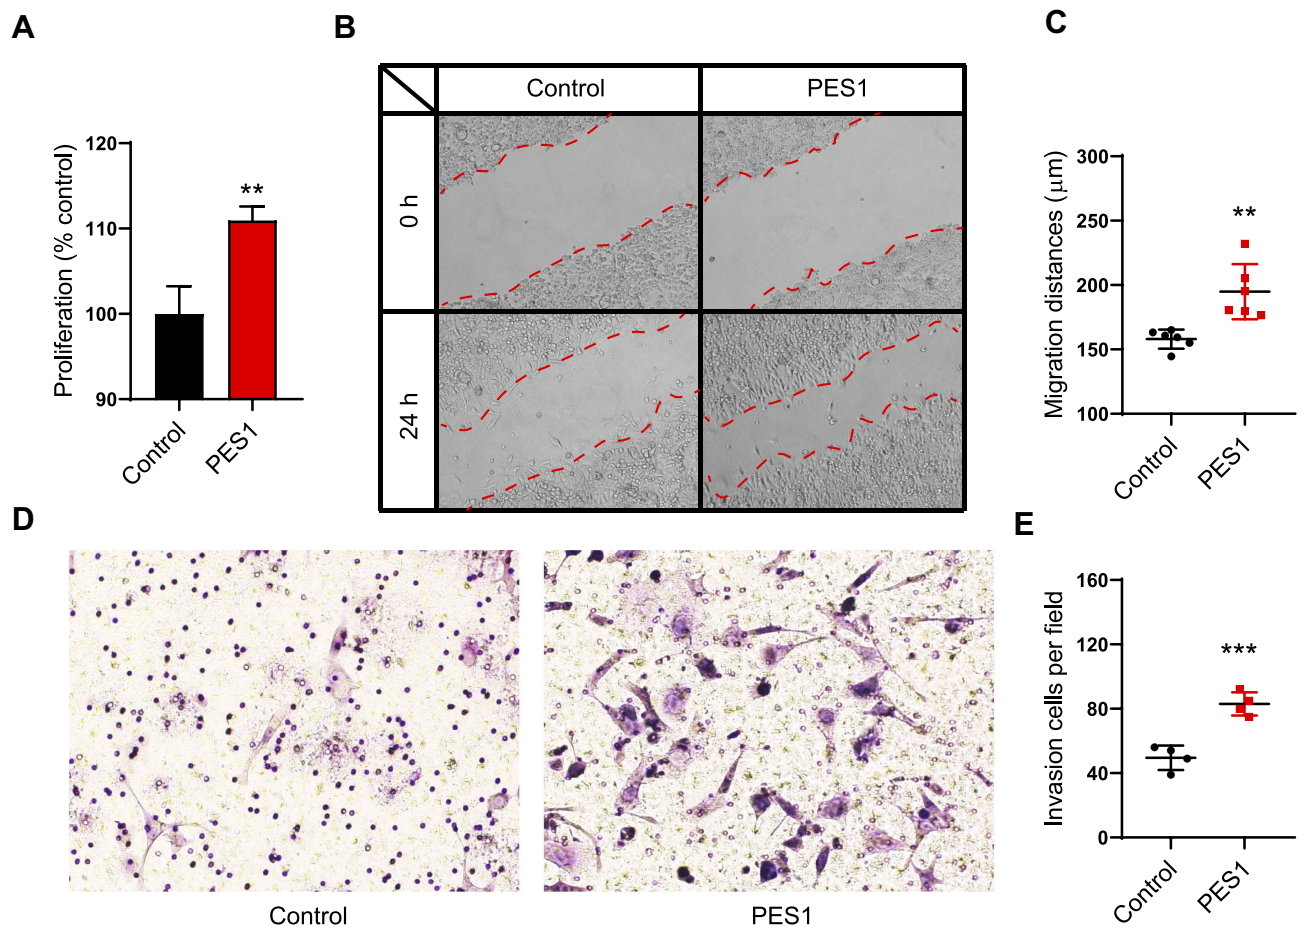 A
B
C
Proliferation (% control)
120
110
100
90
**
Control
PES1
Control
PES1
0 h
24 h
Migration distances (μm)
300
250
200
150
100
**
Control
PES1
D
Control
PES1
E
Invasion cells per field
160
120
80
40
0
***
Control
PES1